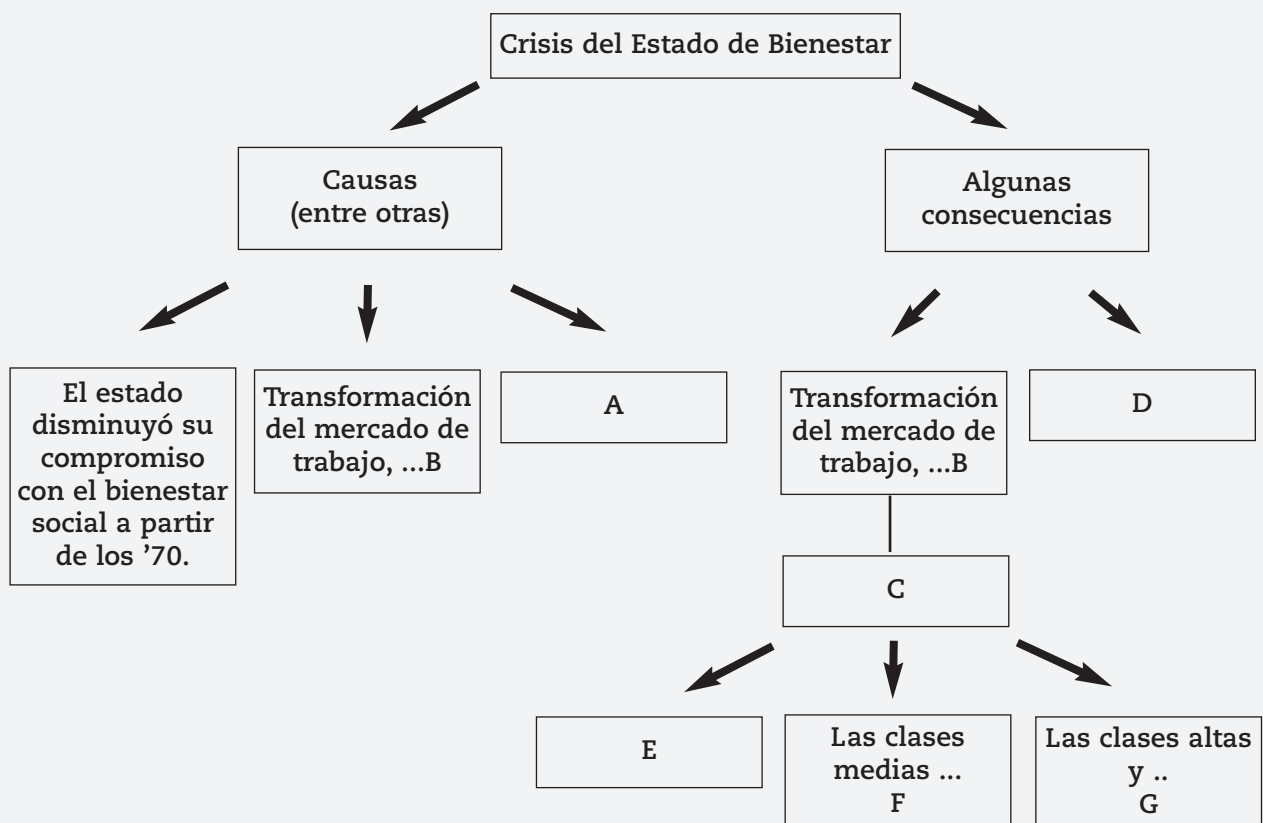 Crisis del Estado de Bienestar
Causas
(entre otras)
Algunas
consecuencias
El estado
disminuyó su
compromiso
con el bienestar
social a partir
de los ’70.
Transformación
del mercado de
trabajo, ...B
A
Transformación
del mercado de
trabajo, ...B
D
C
E
Las clases
medias ...
F
Las clases altas
y ..
G